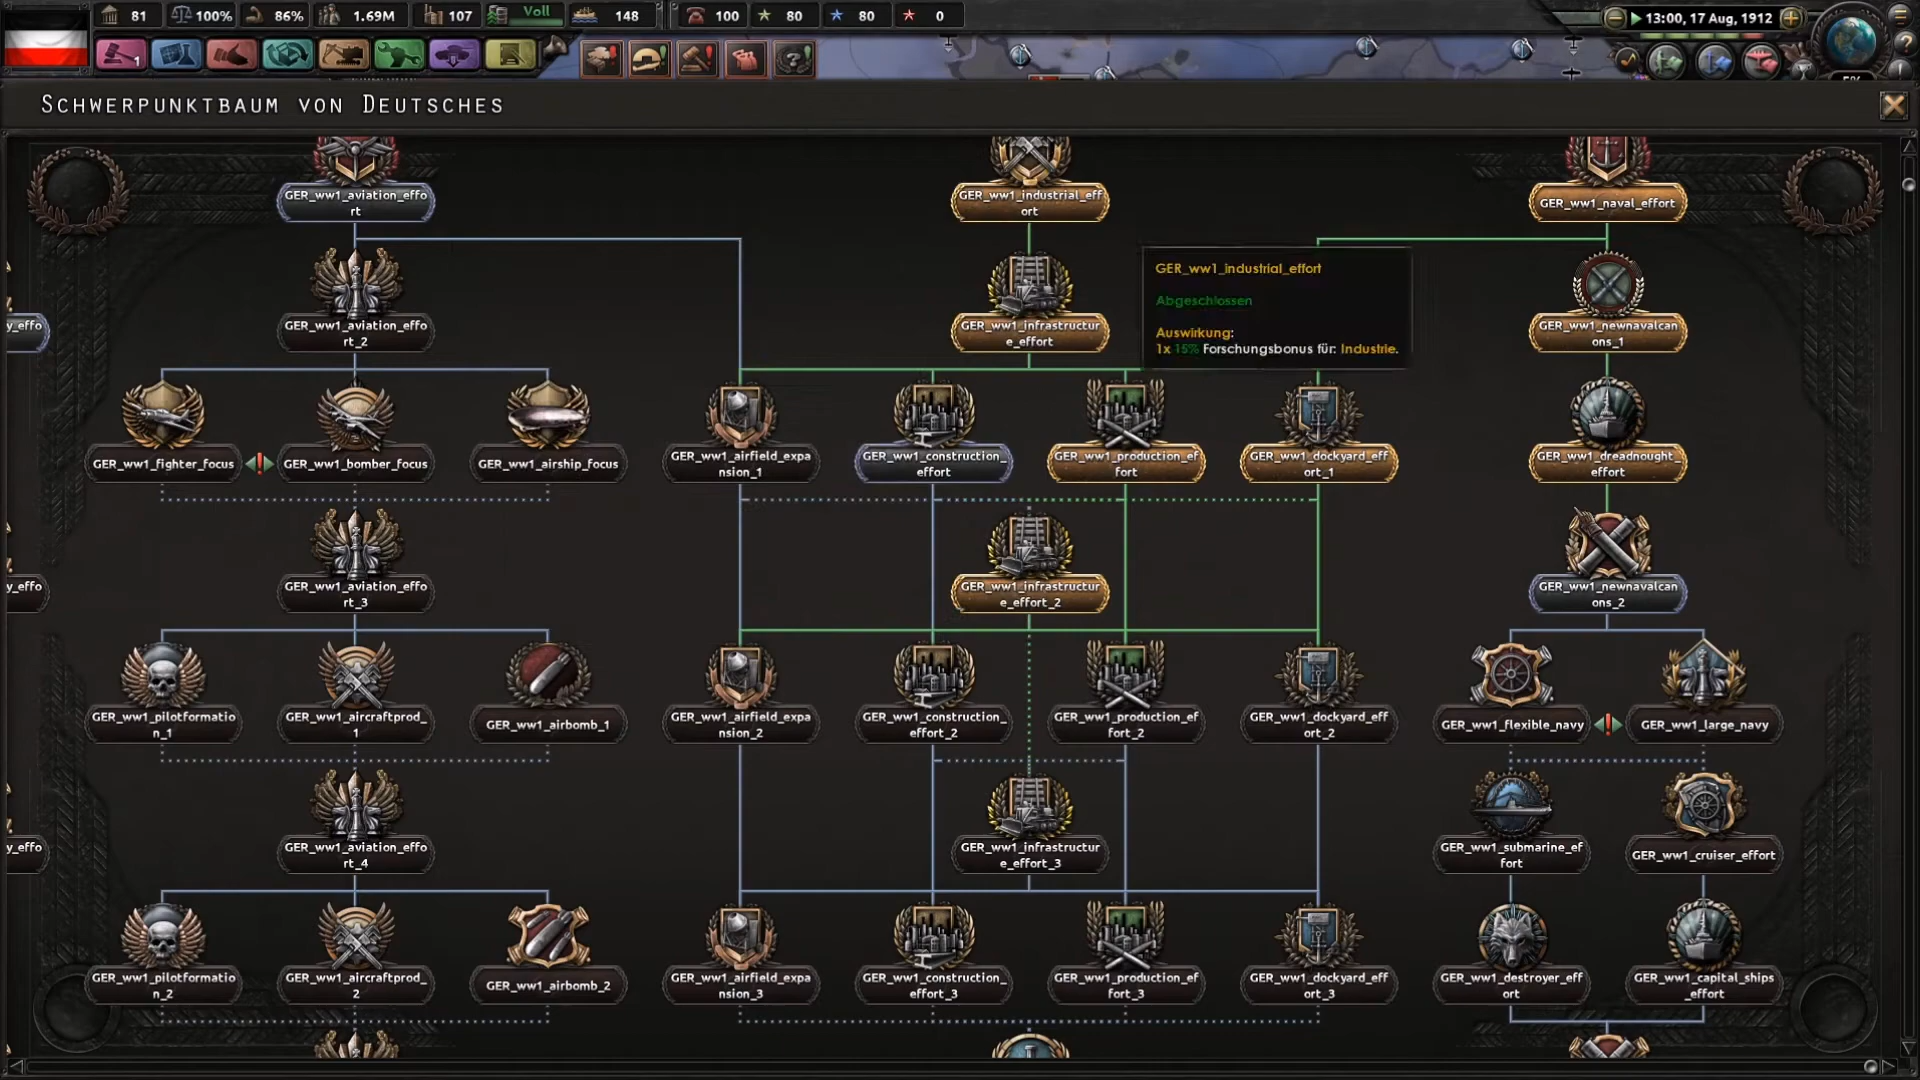 81
100%
86%
1.69M
107
Voll
148
100
80
80
0
13:00, 17 Aug, 1912
1
SCHWERPUNKTBAUM VON DEUTSCHES
GER_ww1_aviation_effo
rt
GER_ww1_industrial_eff
ort
GER_ww1_naval_effort
GER_ww1_industrial_effort
Abgeschlossen
Auswirkung:
1x 15% Forschungsbonus für: Industrie.
y_effo
GER_ww1_aviation_effo
rt_2
GER_ww1_infrastructur
e_effort
GER_ww1_newnavalcan
ons_1
GER_ww1_fighter_focus
GER_ww1_bomber_focus
GER_ww1_airship_focus
GER_ww1_airfield_expa
nsion_1
GER_ww1_construction_
effort
GER_ww1_production_ef
fort
GER_ww1_dockyard_eff
ort_1
GER_ww1_dreadnought_
effort
y_effo
GER_ww1_aviation_effo
rt_3
GER_ww1_infrastructur
e_effort_2
GER_ww1_newnavalcan
ons_2
GER_ww1_pilotformatio
n_1
GER_ww1_aircraftprod_
1
GER_ww1_airbomb_1
GER_ww1_airfield_expa
nsion_2
GER_ww1_construction_
effort_2
GER_ww1_production_ef
fort_2
GER_ww1_dockyard_eff
ort_2
GER_ww1_flexible_navy
GER_ww1_large_navy
y_effo
GER_ww1_aviation_effo
rt_4
GER_ww1_infrastructur
e_effort_3
GER_ww1_submarine_ef
fort
GER_ww1_cruiser_effort
GER_ww1_pilotformatio
n_2
GER_ww1_aircraftprod_
2
GER_ww1_airbomb_2
GER_ww1_airfield_expa
nsion_3
GER_ww1_construction_
effort_3
GER_ww1_production_ef
fort_3
GER_ww1_dockyard_eff
ort_3
GER_ww1_destroyer_eff
ort
GER_ww1_capital_ships
_effort